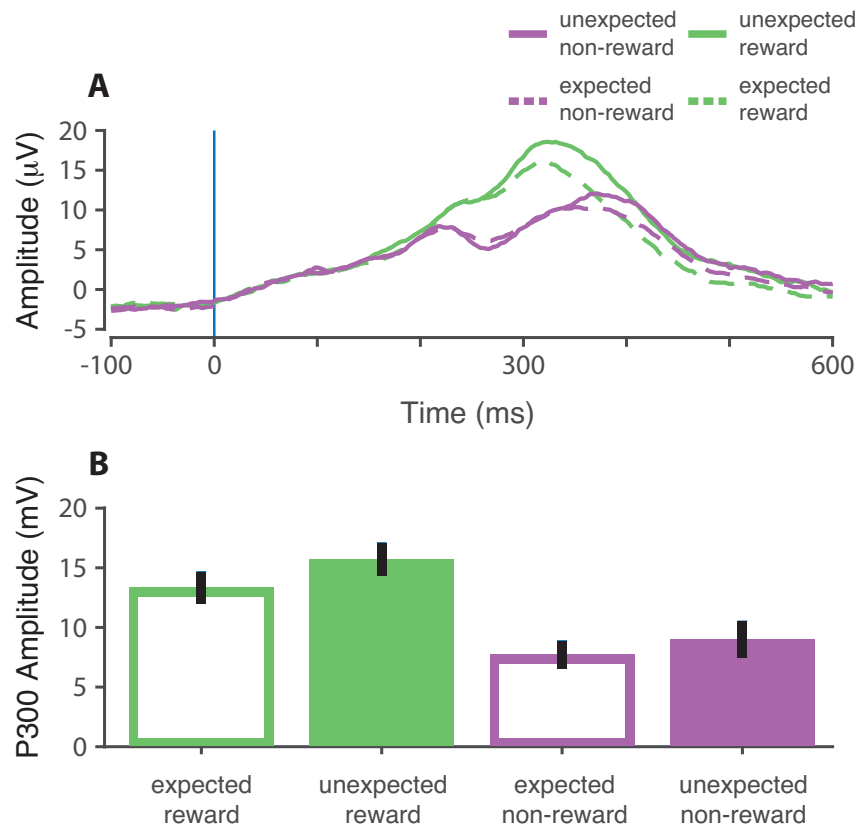 unexpected non-reward
unexpected reward
expected non-reward
expected reward
A
Amplitude (μV)
20
15
10
5
0
-5
-100
0
300
600
Time (ms)
B
P300 Amplitude (mV)
20
15
10
5
0
expected reward
unexpected reward
expected non-reward
unexpected non-reward